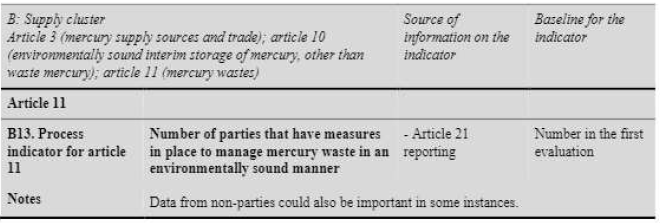 B: Supply cluster
Article 3 (mercury supply sources and trade); article 10
(environmentally sound interim storage of mercury, other than
waste mercury); article 11 (mercury wastes)
Source of
information on the
indicator
Baseline for the
indicator
Article 11
B13. Process
indicator for article
11
Number of parties that have measures
in place to manage mercury waste in an
environmentally sound manner
- Article 21
reporting
Number in the first
evaluation
Notes
Data from non-parties could also be important in some instances.